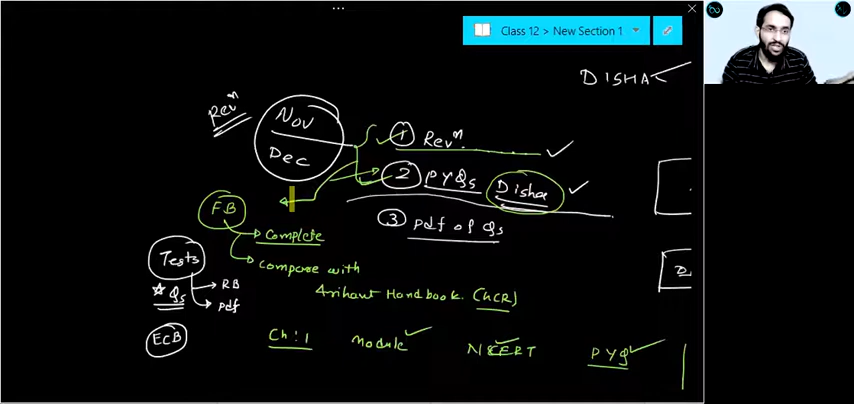 Class 12 > New Section 1
DISHA
Revⁿ
Nov
Dec
1 Revⁿ.
2 PYQs Disha
3 pdf of Qs
FB
Complete
Compare with
Arihant Handbook. (NCR)
Tests
Qs
RB
pdf
ECB
Ch:1 Module NCERT PYQ